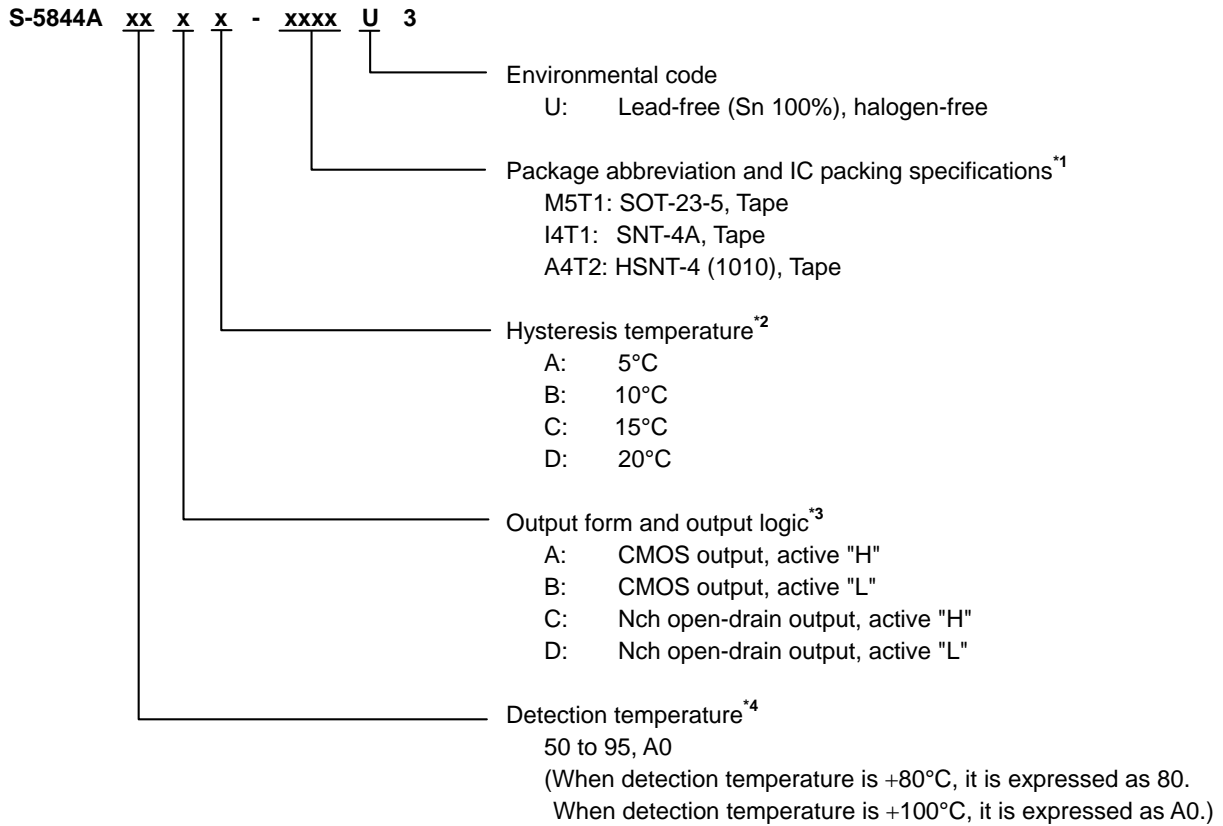 S-5844A xx x x - xxxx U 3
Environmental code
U: Lead-free (Sn 100%), halogen-free
Package abbreviation and IC packing specifications*1
M5T1: SOT-23-5, Tape
I4T1: SNT-4A, Tape
A4T2: HSNT-4 (1010), Tape
Hysteresis temperature*2
A: 5°C
B: 10°C
C: 15°C
D: 20°C
Output form and output logic*3
A: CMOS output, active "H"
B: CMOS output, active "L"
C: Nch open-drain output, active "H"
D: Nch open-drain output, active "L"
Detection temperature*4
50 to 95, A0
(When detection temperature is +80°C, it is expressed as 80.
When detection temperature is +100°C, it is expressed as A0.)